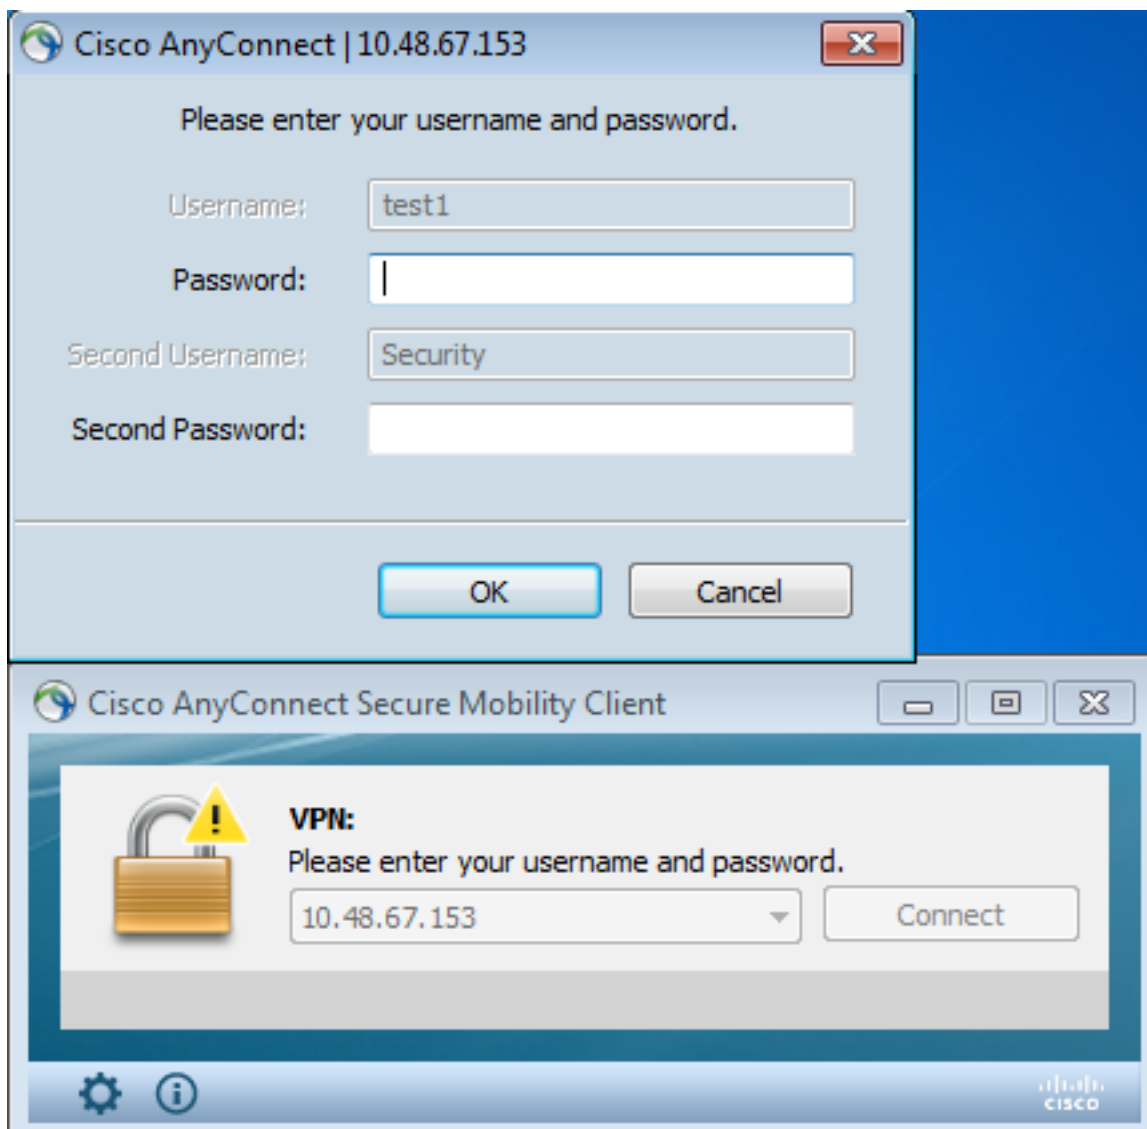 Cisco AnyConnect | 10.48.67.153
Please enter your username and password.
Username: test1
Password:
Second Username: Security
Second Password:
OK Cancel
Cisco AnyConnect Secure Mobility Client
VPN:
Please enter your username and password.
10.48.67.153 Connect
CISCO